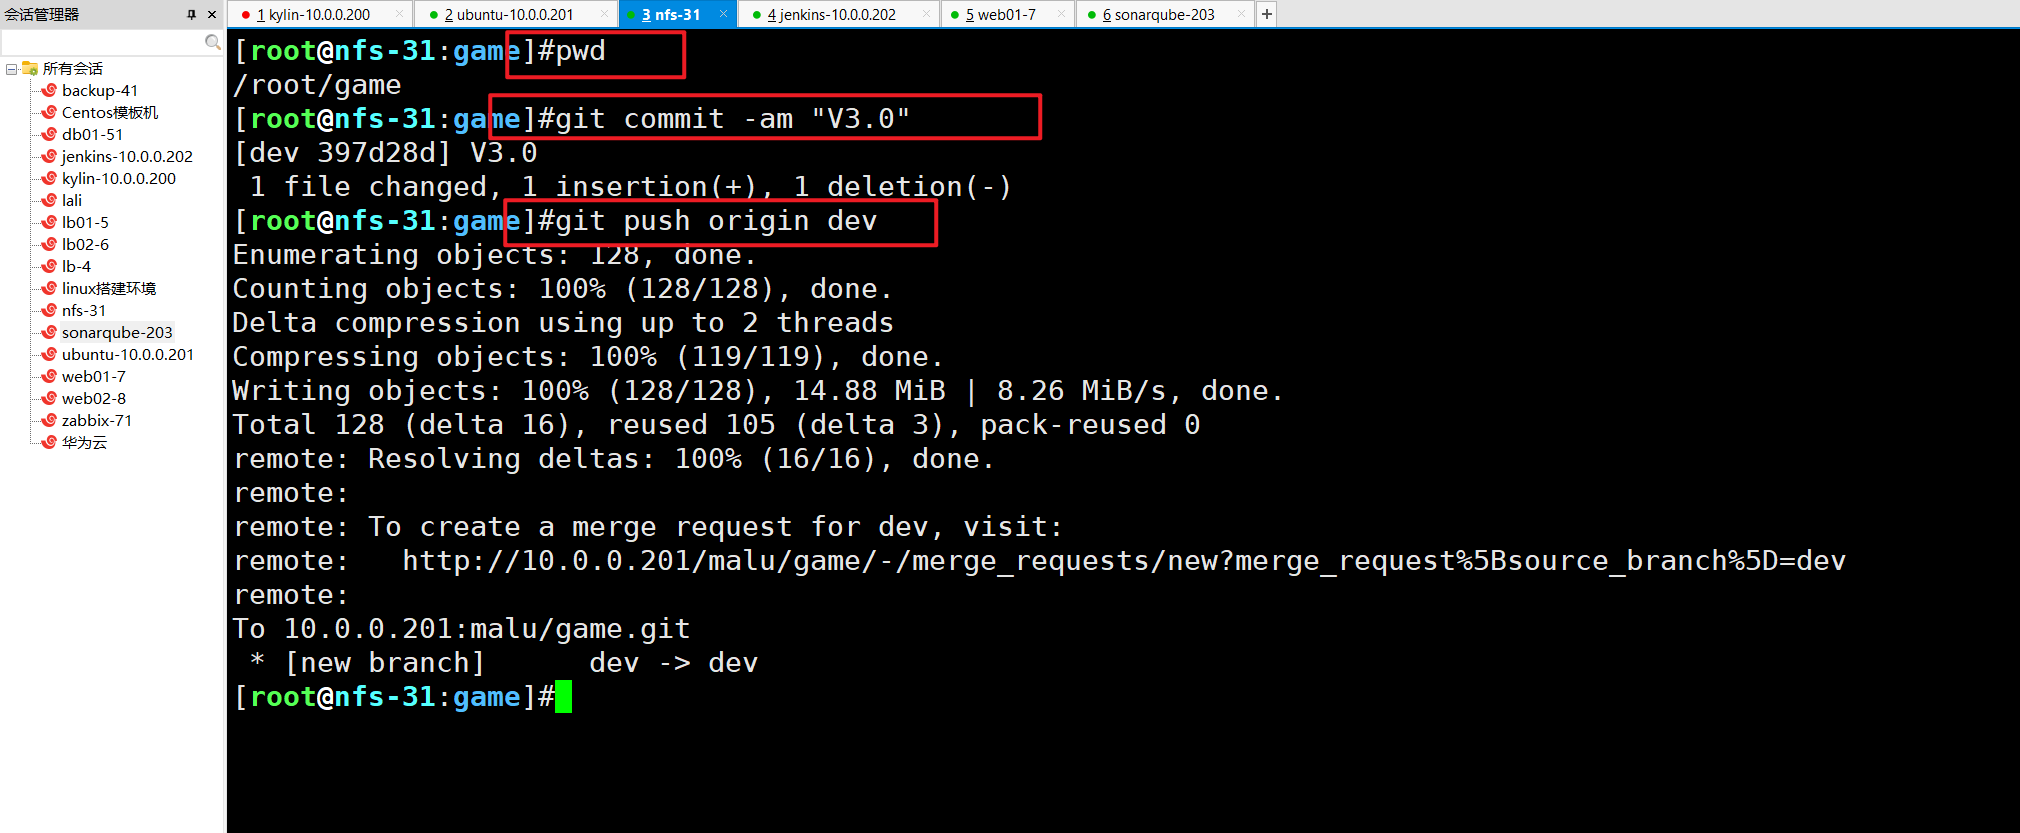 会话管理器
1 kylin-10.0.0.200
2 ubuntu-10.0.0.201
3 nfs-31
4 jenkins-10.0.0.202
5 web01-7
6 sonarqube-203
所有会话
backup-41
Centos模板机
db01-51
jenkins-10.0.0.202
kylin-10.0.0.200
lali
lb01-5
lb02-6
lb-4
linux搭建环境
nfs-31
sonarqube-203
ubuntu-10.0.0.201
web01-7
web02-8
zabbix-71
华为云
[root@nfs-31:game]#pwd
/root/game
[root@nfs-31:game]#git commit -am "V3.0"
[dev 397d28d] V3.0
 1 file changed, 1 insertion(+), 1 deletion(-)
[root@nfs-31:game]#git push origin dev
Enumerating objects: 128, done.
Counting objects: 100% (128/128), done.
Delta compression using up to 2 threads
Compressing objects: 100% (119/119), done.
Writing objects: 100% (128/128), 14.88 MiB | 8.26 MiB/s, done.
Total 128 (delta 16), reused 105 (delta 3), pack-reused 0
remote: Resolving deltas: 100% (16/16), done.
remote:
remote: To create a merge request for dev, visit:
remote:   http://10.0.0.201/malu/game/-/merge_requests/new?merge_request%5Bsource_branch%5D=dev
remote:
To 10.0.0.201:malu/game.git
 * [new branch]      dev -> dev
[root@nfs-31:game]#